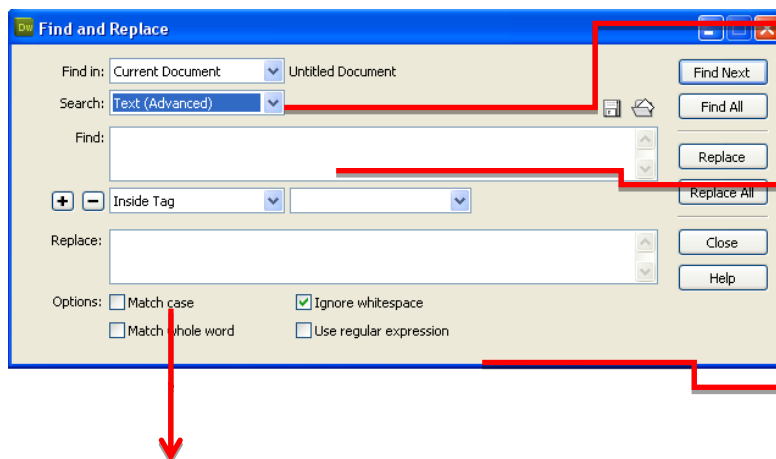 Dw Find and Replace
Find in: Current Document Untitled Document Find Next
Search: Text (Advanced) Find All
Find:
Replace
Inside Tag Replace All
Replace: Close
Help
Options: Match case Ignore whitespace
Match whole word Use regular expression